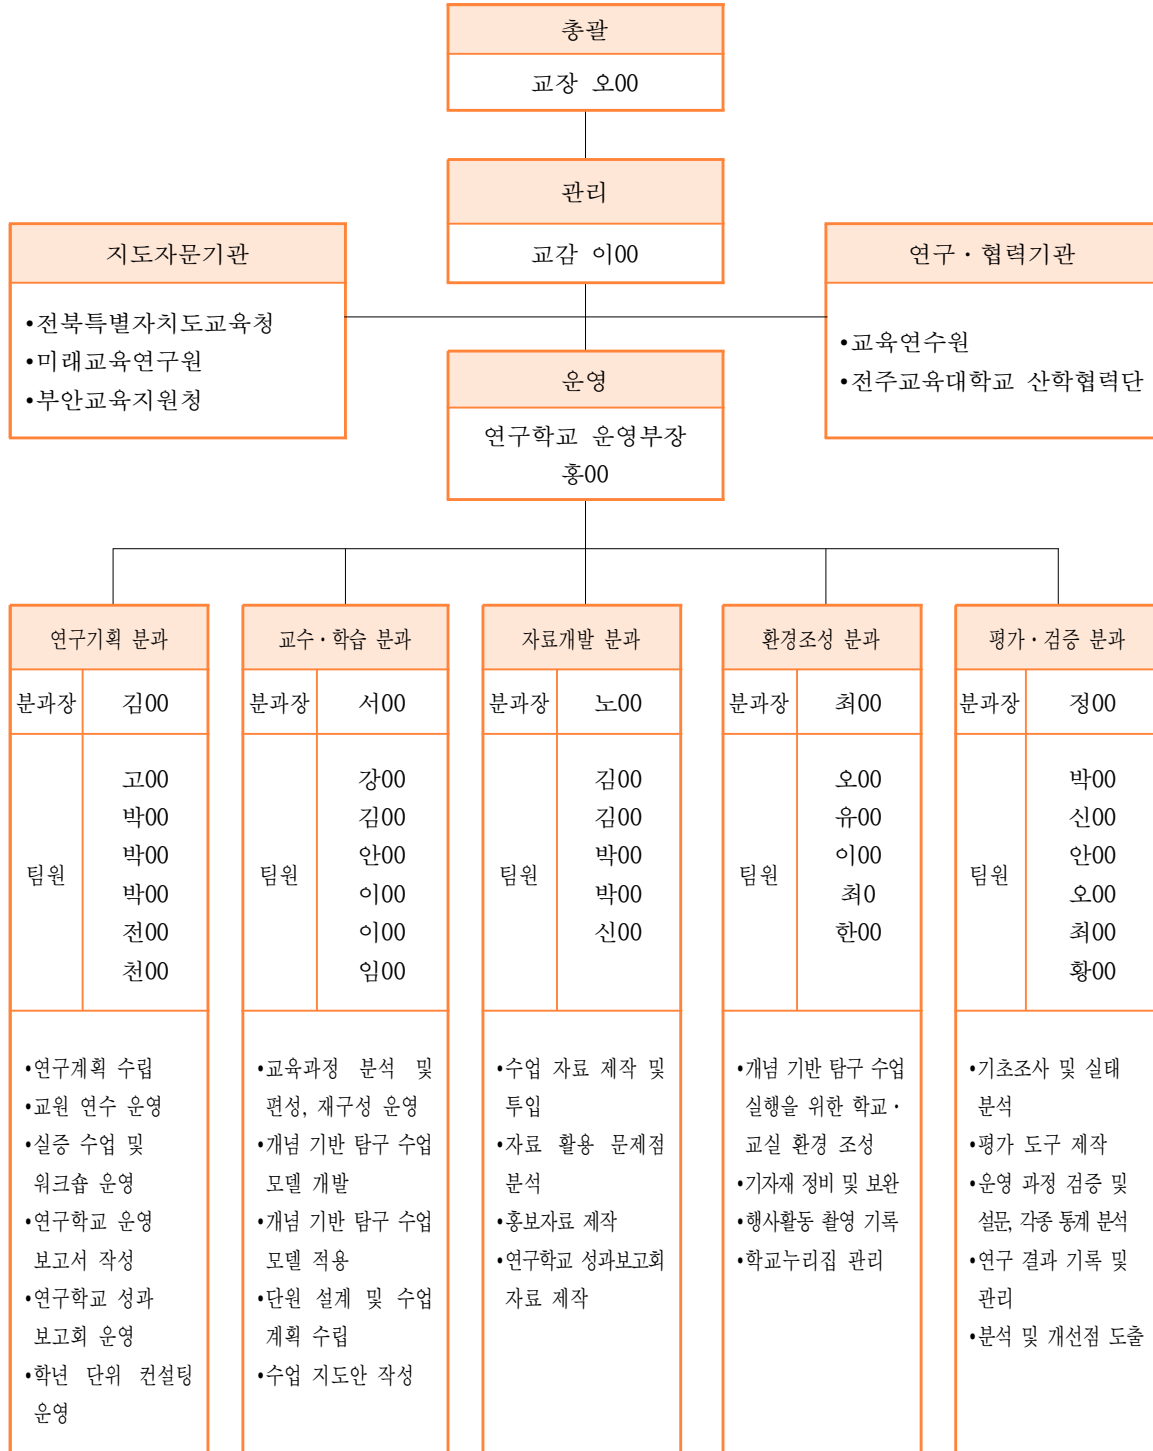 총괄
교장 오00
관리
교감 이00
지도자문기관
•전북특별자치도교육청
•미래교육연구원
•부안교육지원청
연구·협력기관
•교육연수원
•전주교육대학교 산학협력단
운영
연구학교 운영부장
홍00
연구기획 분과
분과장 김00
팀원
고00
박00
박00
박00
전00
천00
•연구계획 수립
•교원 연수 운영
•실증 수업 및
워크숍 운영
•연구학교 운영
보고서 작성
•연구학교 성과
보고회 운영
•학년 단위 컨설팅
운영
교수·학습 분과
분과장 서00
팀원
강00
김00
안00
이00
이00
임00
•교육과정 분석 및
편성, 재구성 운영
•개념 기반 탐구 수업
모델 개발
•개념 기반 탐구 수업
모델 적용
•단원 설계 및 수업
계획 수립
•수업 지도안 작성
자료개발 분과
분과장 노00
팀원
김00
김00
박00
박00
신00
•수업 자료 제작 및
투입
•자료 활용 문제점
분석
•홍보자료 제작
•연구학교 성과보고회
자료 제작
환경조성 분과
분과장 최00
팀원
오00
유00
이00
최0
한00
•개념 기반 탐구 수업
실행을 위한 학교·
교실 환경 조성
•기자재 정비 및 보완
•행사활동 촬영 기록
•학교누리집 관리
평가·검증 분과
분과장 정00
팀원
박00
신00
안00
오00
최00
황00
•기초조사 및 실태
분석
•평가 도구 제작
•운영 과정 검증 및
설문, 각종 통계 분석
•연구 결과 기록 및
관리
•분석 및 개선점 도출